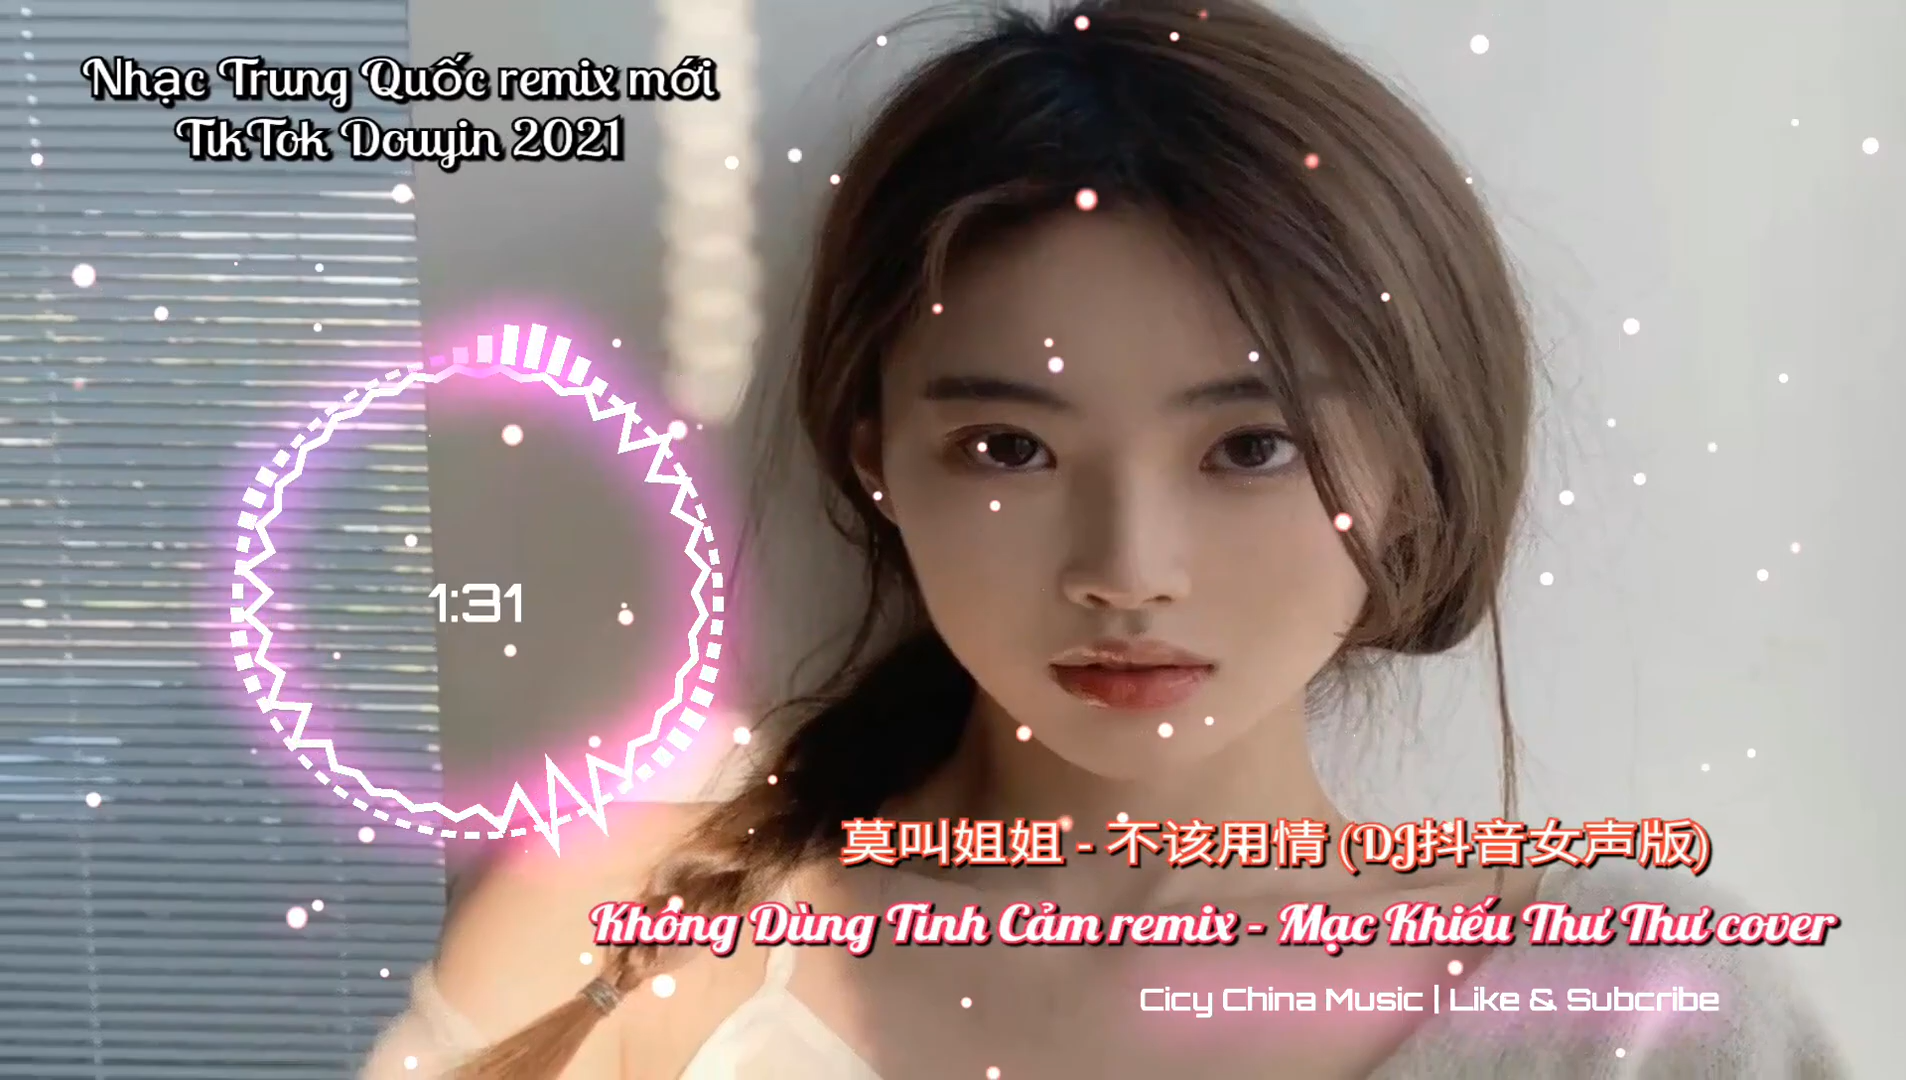 Nhạc Trung Quốc remix mới
TikTok Douyin 2021
1:31
莫叫姐姐 - 不该用情 (DJ抖音女声版)
Không Dùng Tình Cảm remix - Mạc Khiếu Thư Thư cover
Cicy China Music | Like & Subcribe